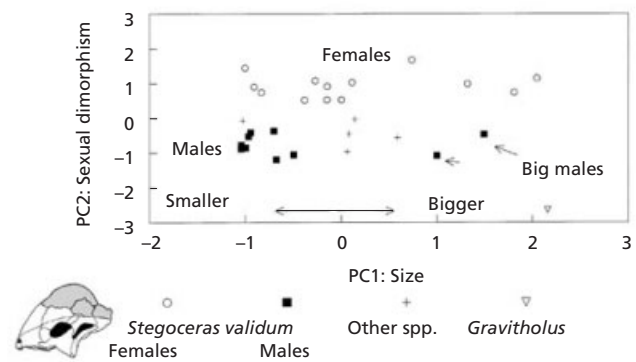 3
2
1
0
−1
−2
−3
PC2: Sexual dimorphism
Females
Males
Big males
Smaller
Bigger
−2
−1
0
1
2
3
PC1: Size
Stegoceras validum
Other spp.
Gravitholus
Females
Males